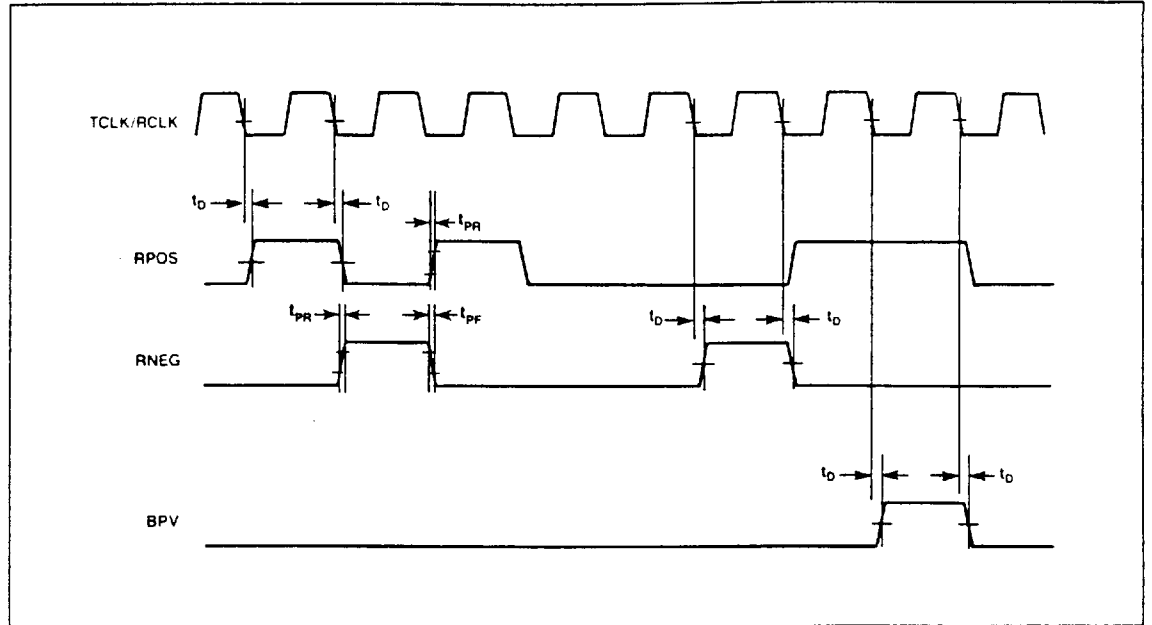 TCLK/RCLK
tD
tD
tPR
RPOS
tPR
tPF
tD
tD
RNEG
tD
tD
BPV